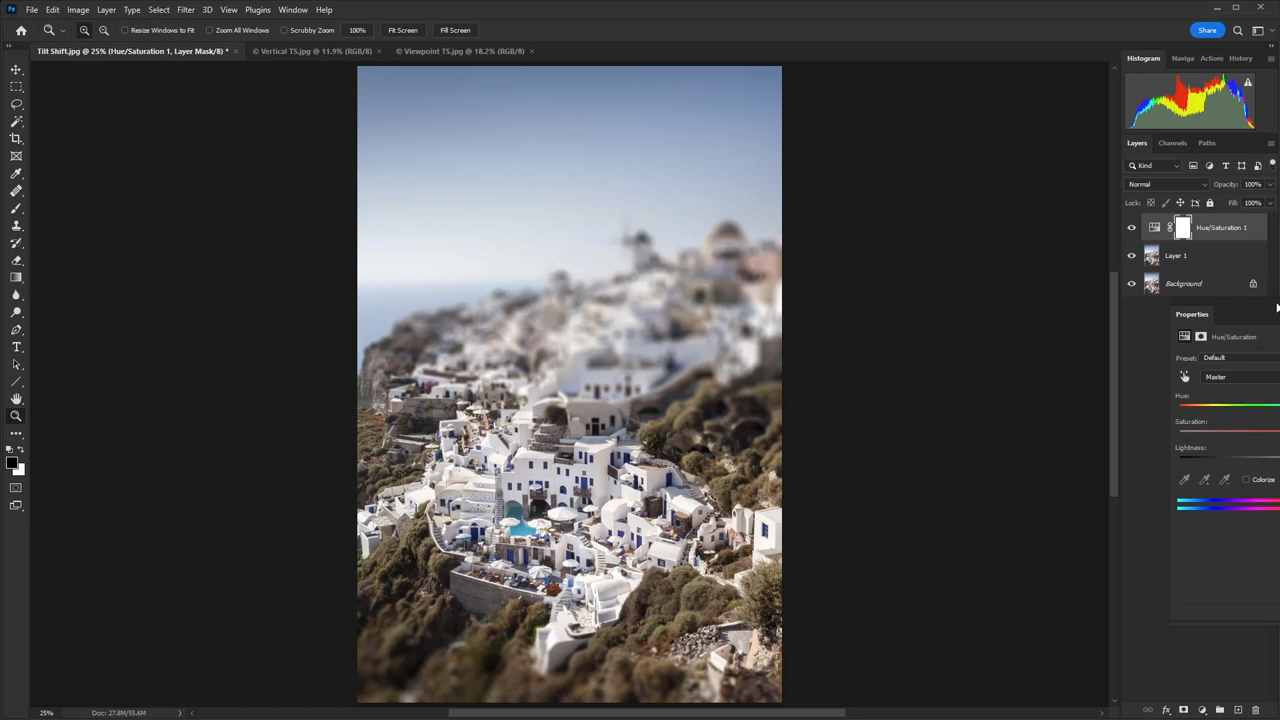 Ps File Edit Image Layer Type Select Filter 3D View Plugins Window Help
Resize Windows to Fit Zoom All Windows Scrubby Zoom 100% Fit Screen Fill Screen Share
Tilt Shift.jpg @ 25% (Hue/Saturation 1, Layer Mask/8) * × © Vertical TS.jpg @ 11.9% (RGB/8) × © Viewpoint TS.jpg @ 18.2% (RGB/8) ×
Histogram Naviga Actions History
Layers Channels Paths
Kind
Normal Opacity: 100%
Lock: Fill: 100%
Hue/Saturation 1
Layer 1
Background
Properties
Hue/Saturation
Preset: Default
Master
Hue:
Saturation:
Lightness:
Colorize
25% Doc: 27.8M/55.6M